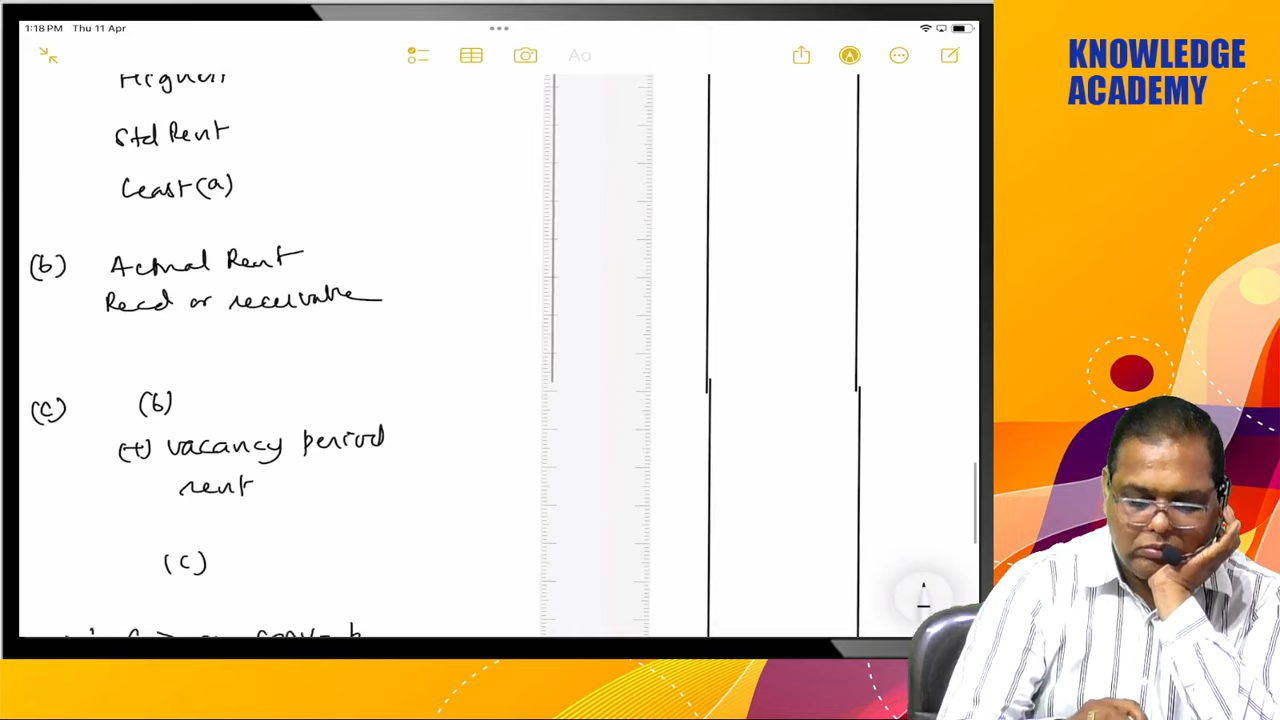 1:18 PM Thu 11 Apr
Aa
KNOWLEDGE
ACADEMY
Std Rent
Least (a)
(b) Actual Rent
Recd or receivable
(c) (b)
(+) vacancy period
rent
(c)